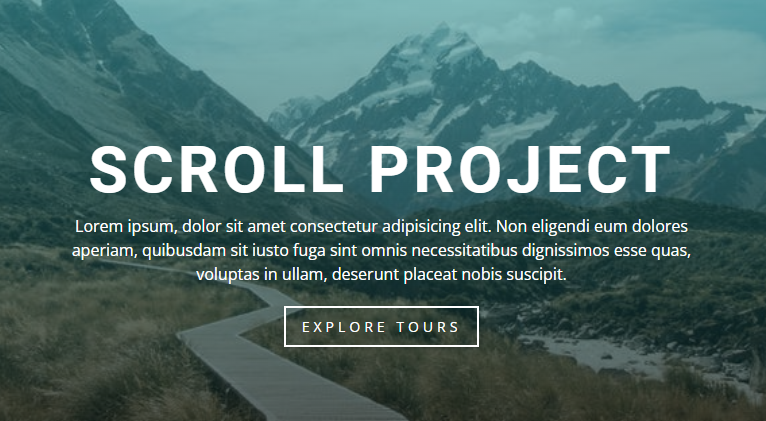 SCROLL PROJECT
Lorem ipsum, dolor sit amet consectetur adipisicing elit. Non eligendi eum dolores
aperiam, quibusdam sit iusto fuga sint omnis necessitatibus dignissimos esse quas,
voluptas in ullam, deserunt placeat nobis suscipit.
EXPLORE TOURS